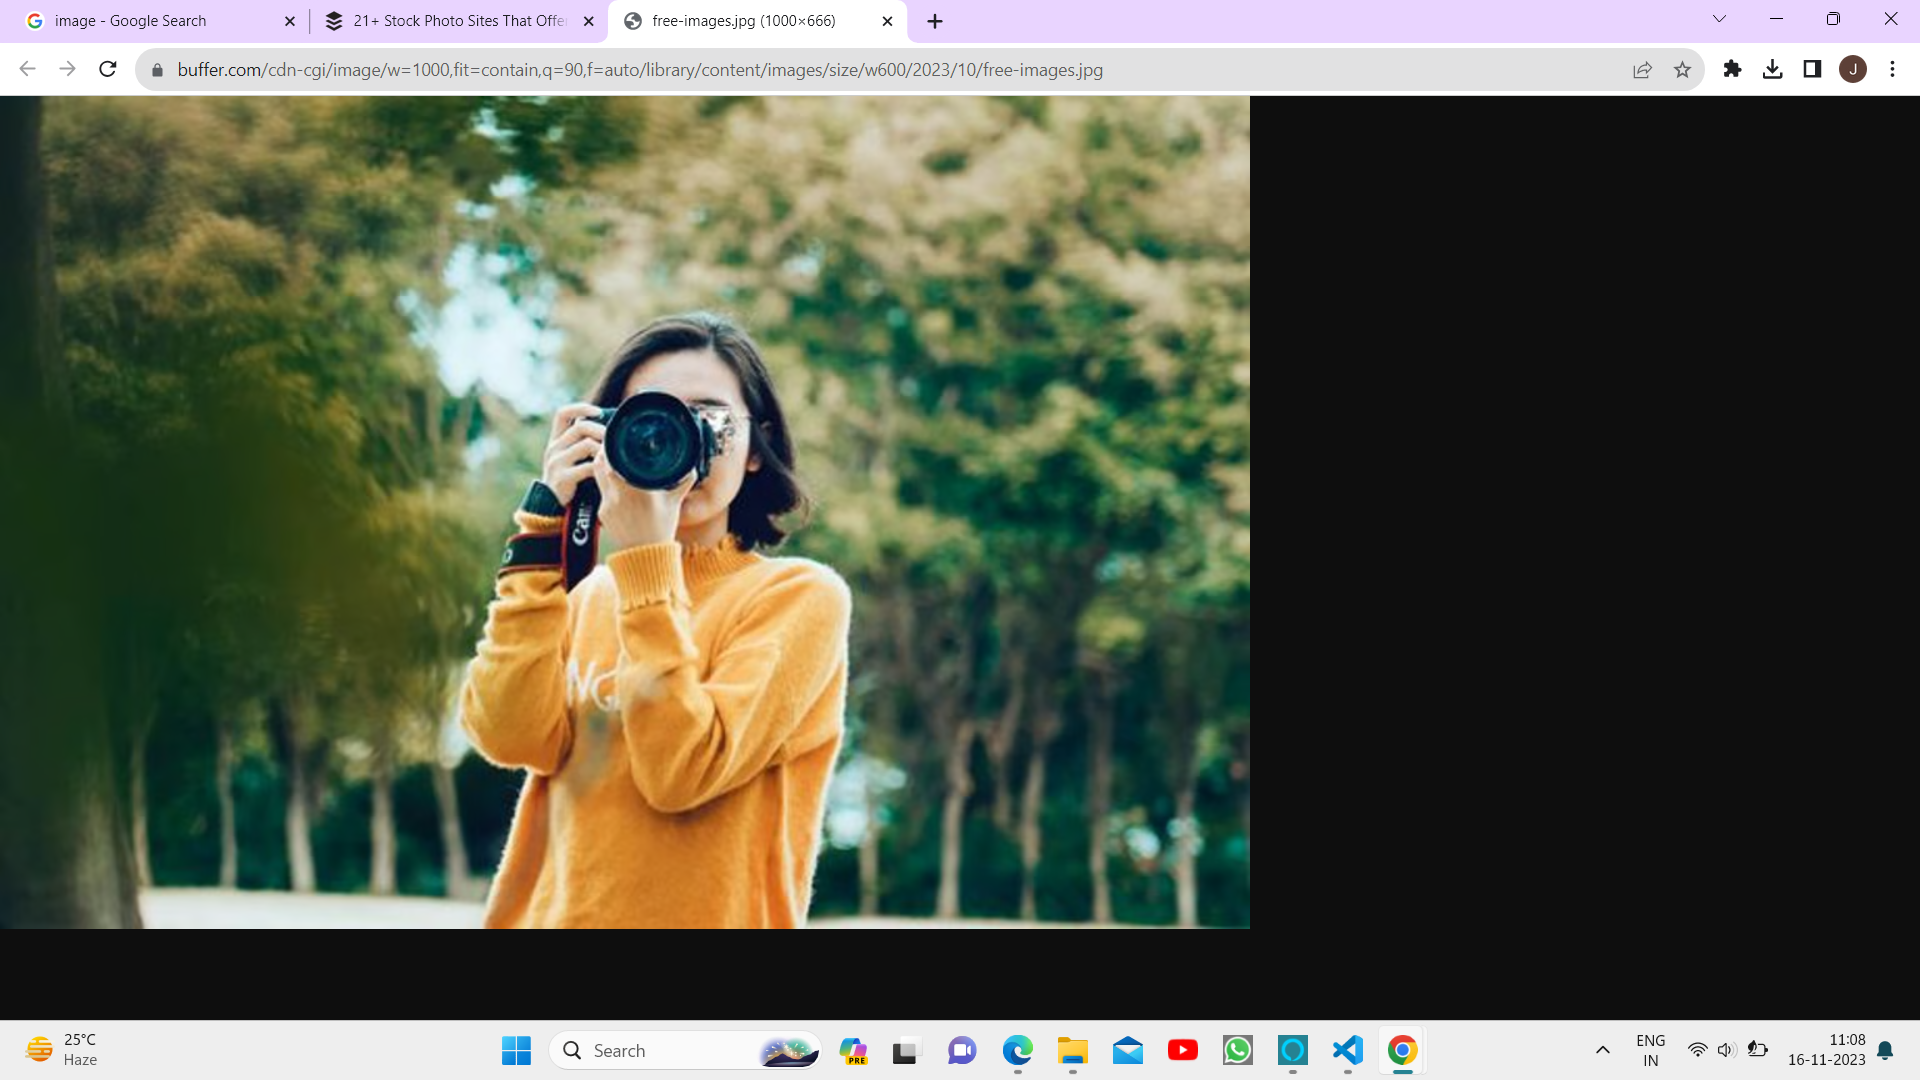 image - Google Search
21+ Stock Photo Sites That Offe
free-images.jpg (1000×666)
buffer.com/cdn-cgi/image/w=1000,fit=contain,q=90,f=auto/library/content/images/size/w600/2023/10/free-images.jpg
J
Can
NG
25°C
Haze
Search
PRE
ENG
IN
11:08
16-11-2023